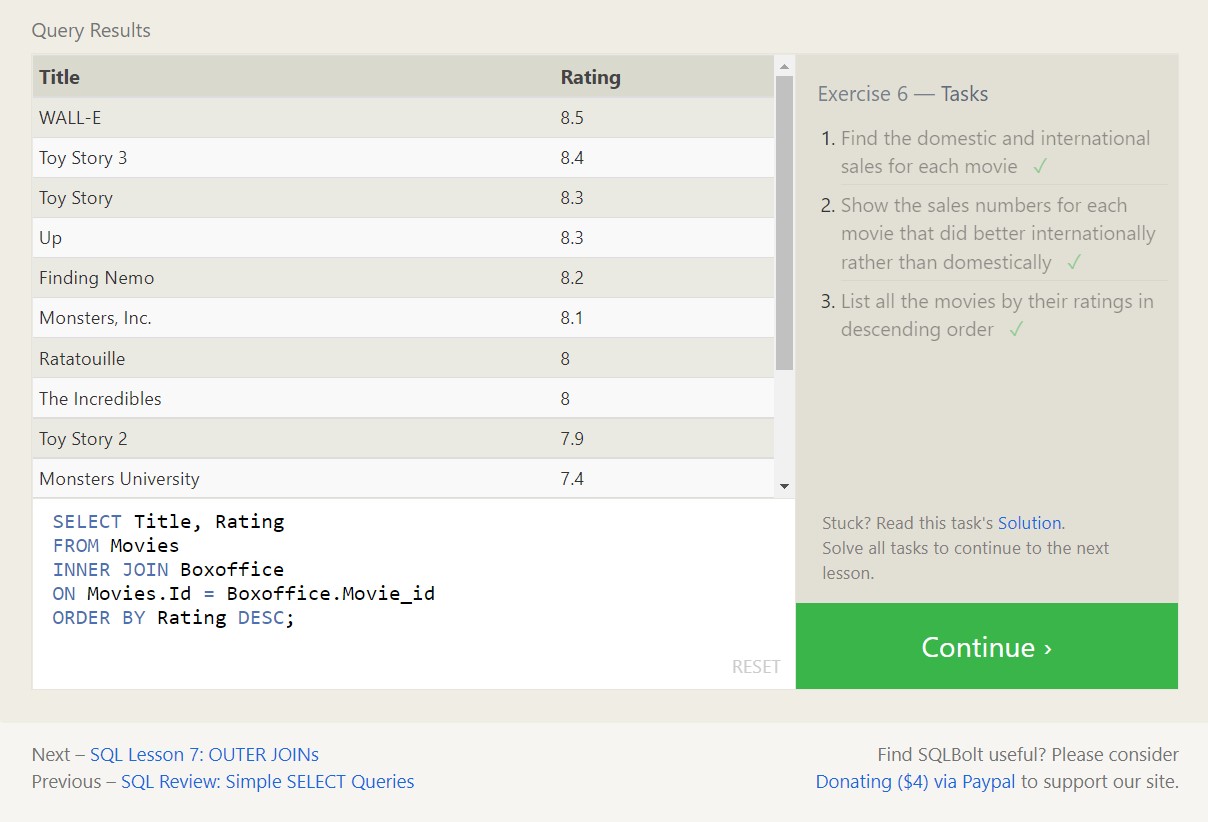 Query Results
Title Rating
WALL-E 8.5
Toy Story 3 8.4
Toy Story 8.3
Up 8.3
Finding Nemo 8.2
Monsters, Inc. 8.1
Ratatouille 8
The Incredibles 8
Toy Story 2 7.9
Monsters University 7.4
SELECT Title, Rating
FROM Movies
INNER JOIN Boxoffice
ON Movies.Id = Boxoffice.Movie_id
ORDER BY Rating DESC;
RESET
Exercise 6 — Tasks
1. Find the domestic and international
sales for each movie ✓
2. Show the sales numbers for each
movie that did better internationally
rather than domestically ✓
3. List all the movies by their ratings in
descending order ✓
Stuck? Read this task's Solution.
Solve all tasks to continue to the next
lesson.
Continue ›
Next – SQL Lesson 7: OUTER JOINs
Previous – SQL Review: Simple SELECT Queries
Find SQLBolt useful? Please consider
Donating ($4) via Paypal to support our site.